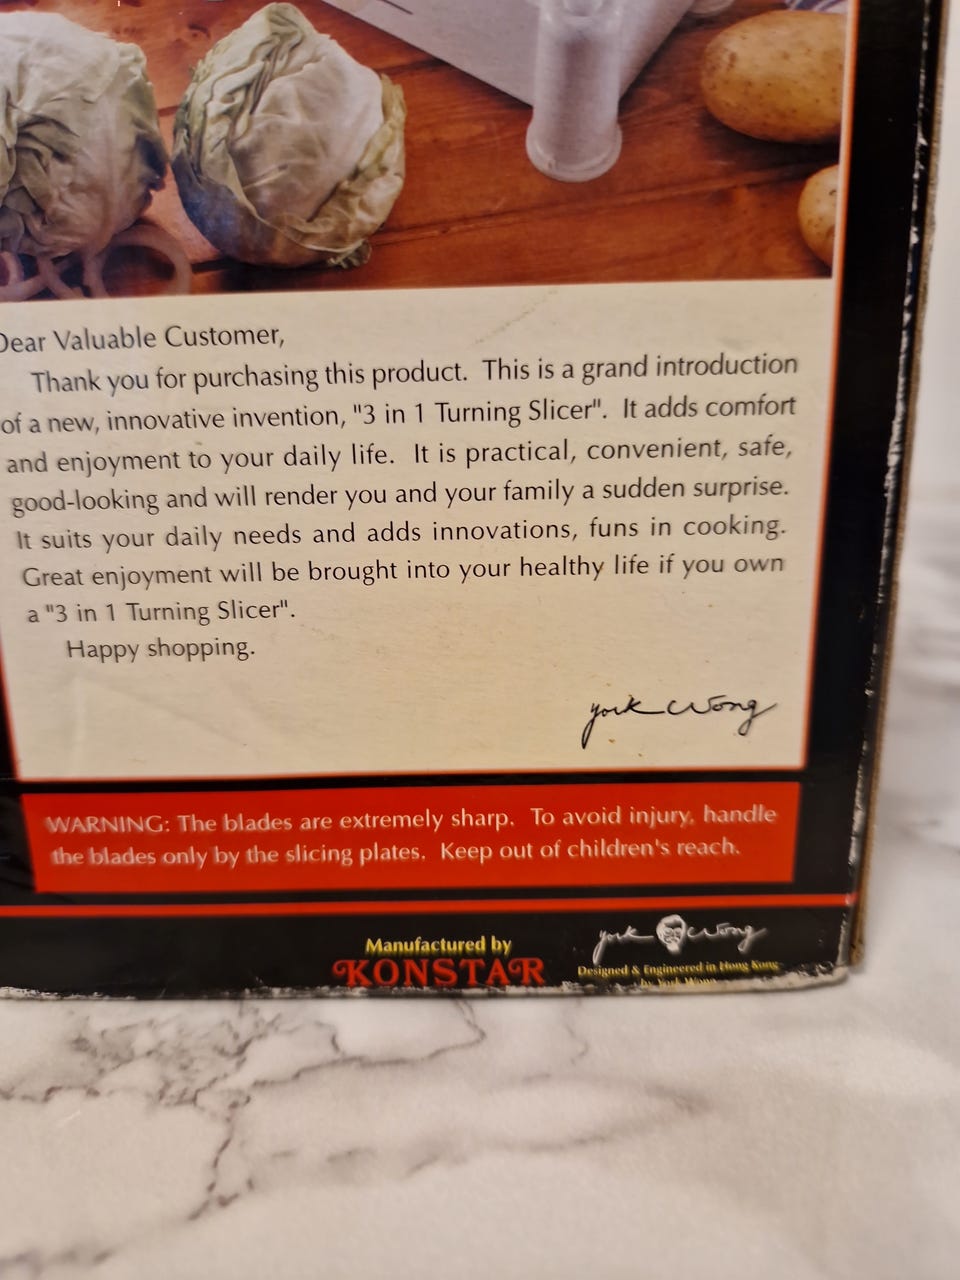 Dear Valuable Customer,
Thank you for purchasing this product. This is a grand introduction
of a new, innovative invention, "3 in 1 Turning Slicer". It adds comfort
and enjoyment to your daily life. It is practical, convenient, safe,
good-looking and will render you and your family a sudden surprise.
It suits your daily needs and adds innovations, funs in cooking.
Great enjoyment will be brought into your healthy life if you own
a "3 in 1 Turning Slicer".
Happy shopping.
york wong
WARNING: The blades are extremely sharp. To avoid injury, handle
the blades only by the slicing plates. Keep out of children's reach.
Manufactured by
KONSTAR
york wong
Designed & Engineered in Hong Kong
by York Wong